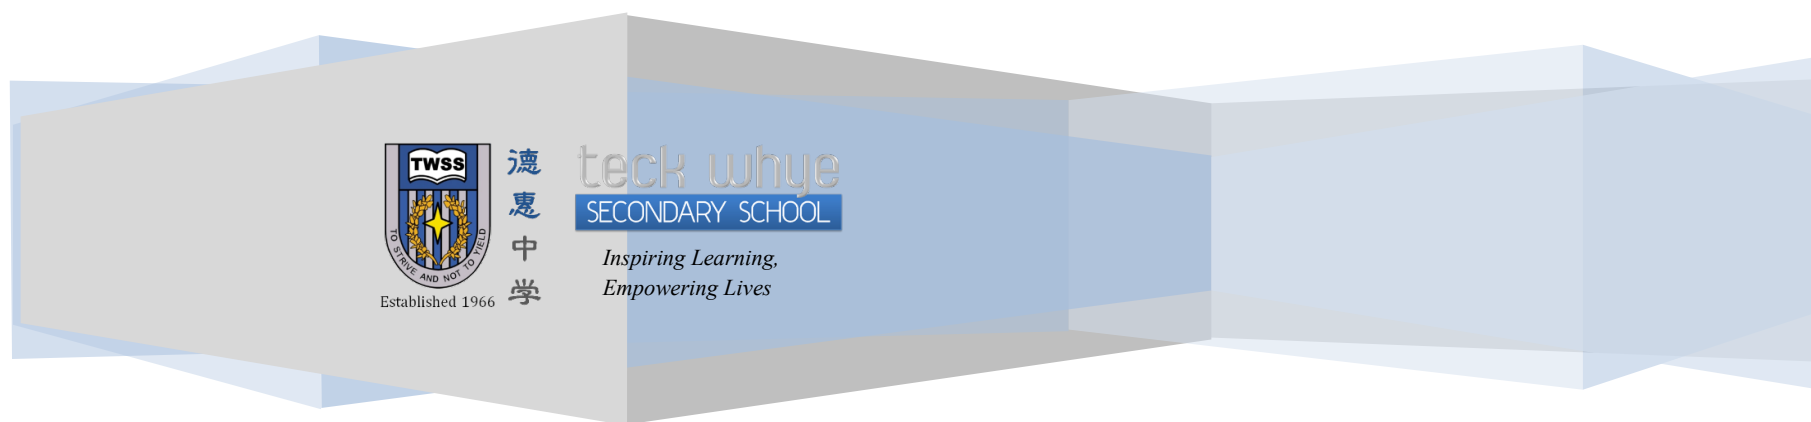 TWSS
TO STRIVE AND NOT TO YIELD
Established 1966
德
惠
中
学
teck whye
SECONDARY SCHOOL
Inspiring Learning,
Empowering Lives